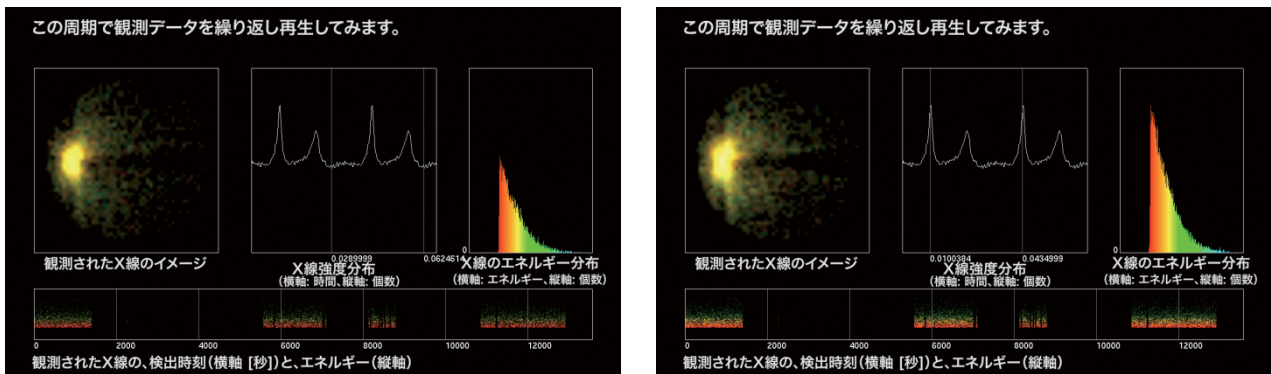 この周期で観測データを繰り返し再生してみます。
0
0.0289999
0.0624614
観測されたX線のイメージ
X線強度分布
(横軸: 時間、縦軸: 個数)
X線のエネルギー分布
(横軸: エネルギー、縦軸: 個数)
0 2000 4000 6000 8000 10000 12000
観測されたX線の、検出時刻(横軸 [秒])と、エネルギー(縦軸)
この周期で観測データを繰り返し再生してみます。
0
0.0100384
0.0434999
観測されたX線のイメージ
X線強度分布
(横軸: 時間、縦軸: 個数)
X線のエネルギー分布
(横軸: エネルギー、縦軸: 個数)
0 2000 4000 6000 8000 10000 12000
観測されたX線の、検出時刻(横軸 [秒])と、エネルギー(縦軸)